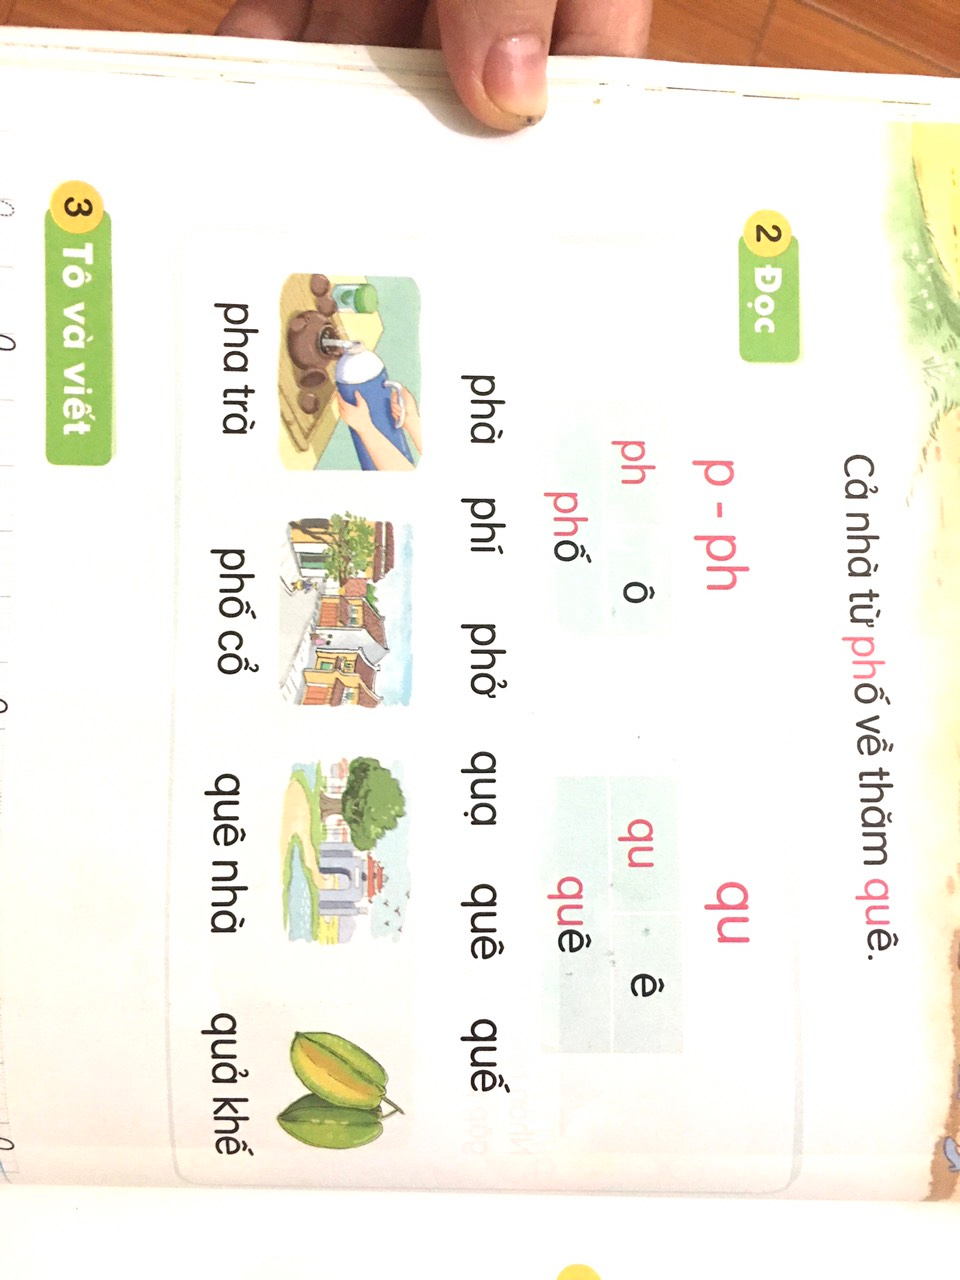 Cả nhà từ phố về thăm quê.
2 Đọc
p - ph qu
ph ô qu ê
phố quê
phà phí phở quạ quê quế
pha trà phố cổ quê nhà quả khế
3 Tô và viết